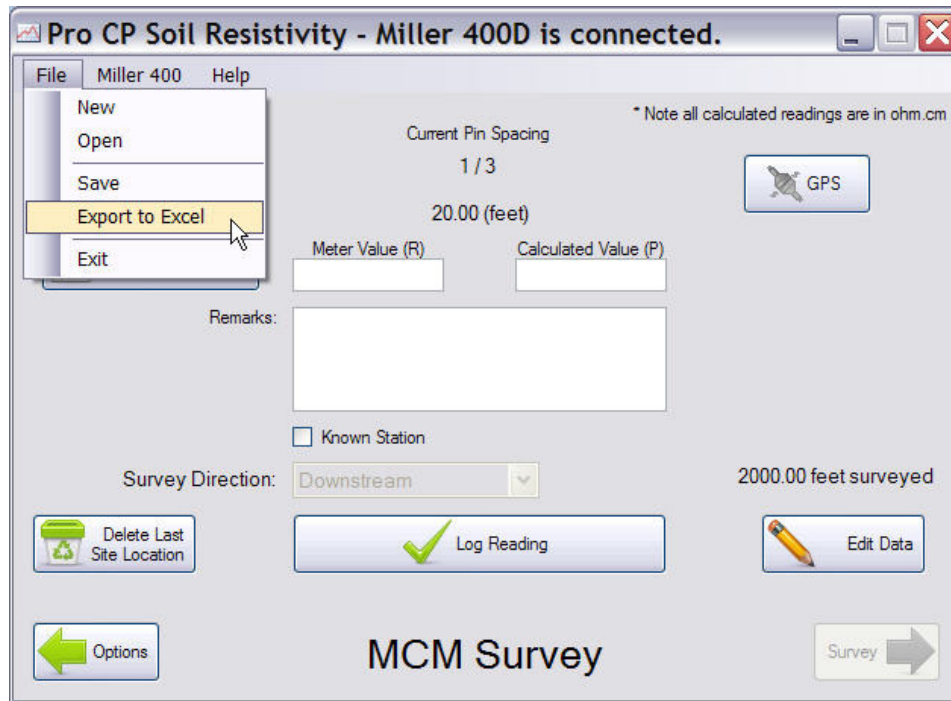 Pro CP Soil Resistivity - Miller 400D is connected.
File Miller 400 Help
New
Open
Save
Export to Excel
Exit
* Note all calculated readings are in ohm.cm
Current Pin Spacing
1 / 3
20.00 (feet)
GPS
Meter Value (R) Calculated Value (P)
Remarks:
Known Station
Survey Direction: Downstream 2000.00 feet surveyed
Delete Last
Site Location
Log Reading
Edit Data
Options
MCM Survey
Survey